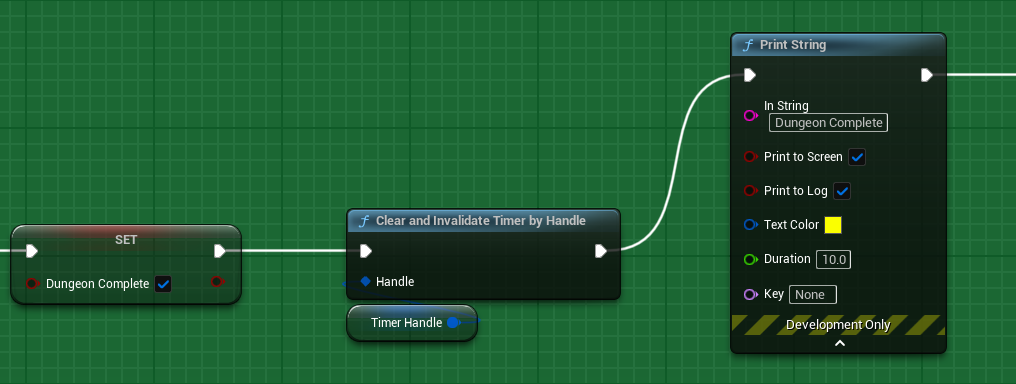 SET
Dungeon Complete
Clear and Invalidate Timer by Handle
Handle
Timer Handle
Print String
In String
Dungeon Complete
Print to Screen
Print to Log
Text Color
Duration 10.0
Key None
Development Only